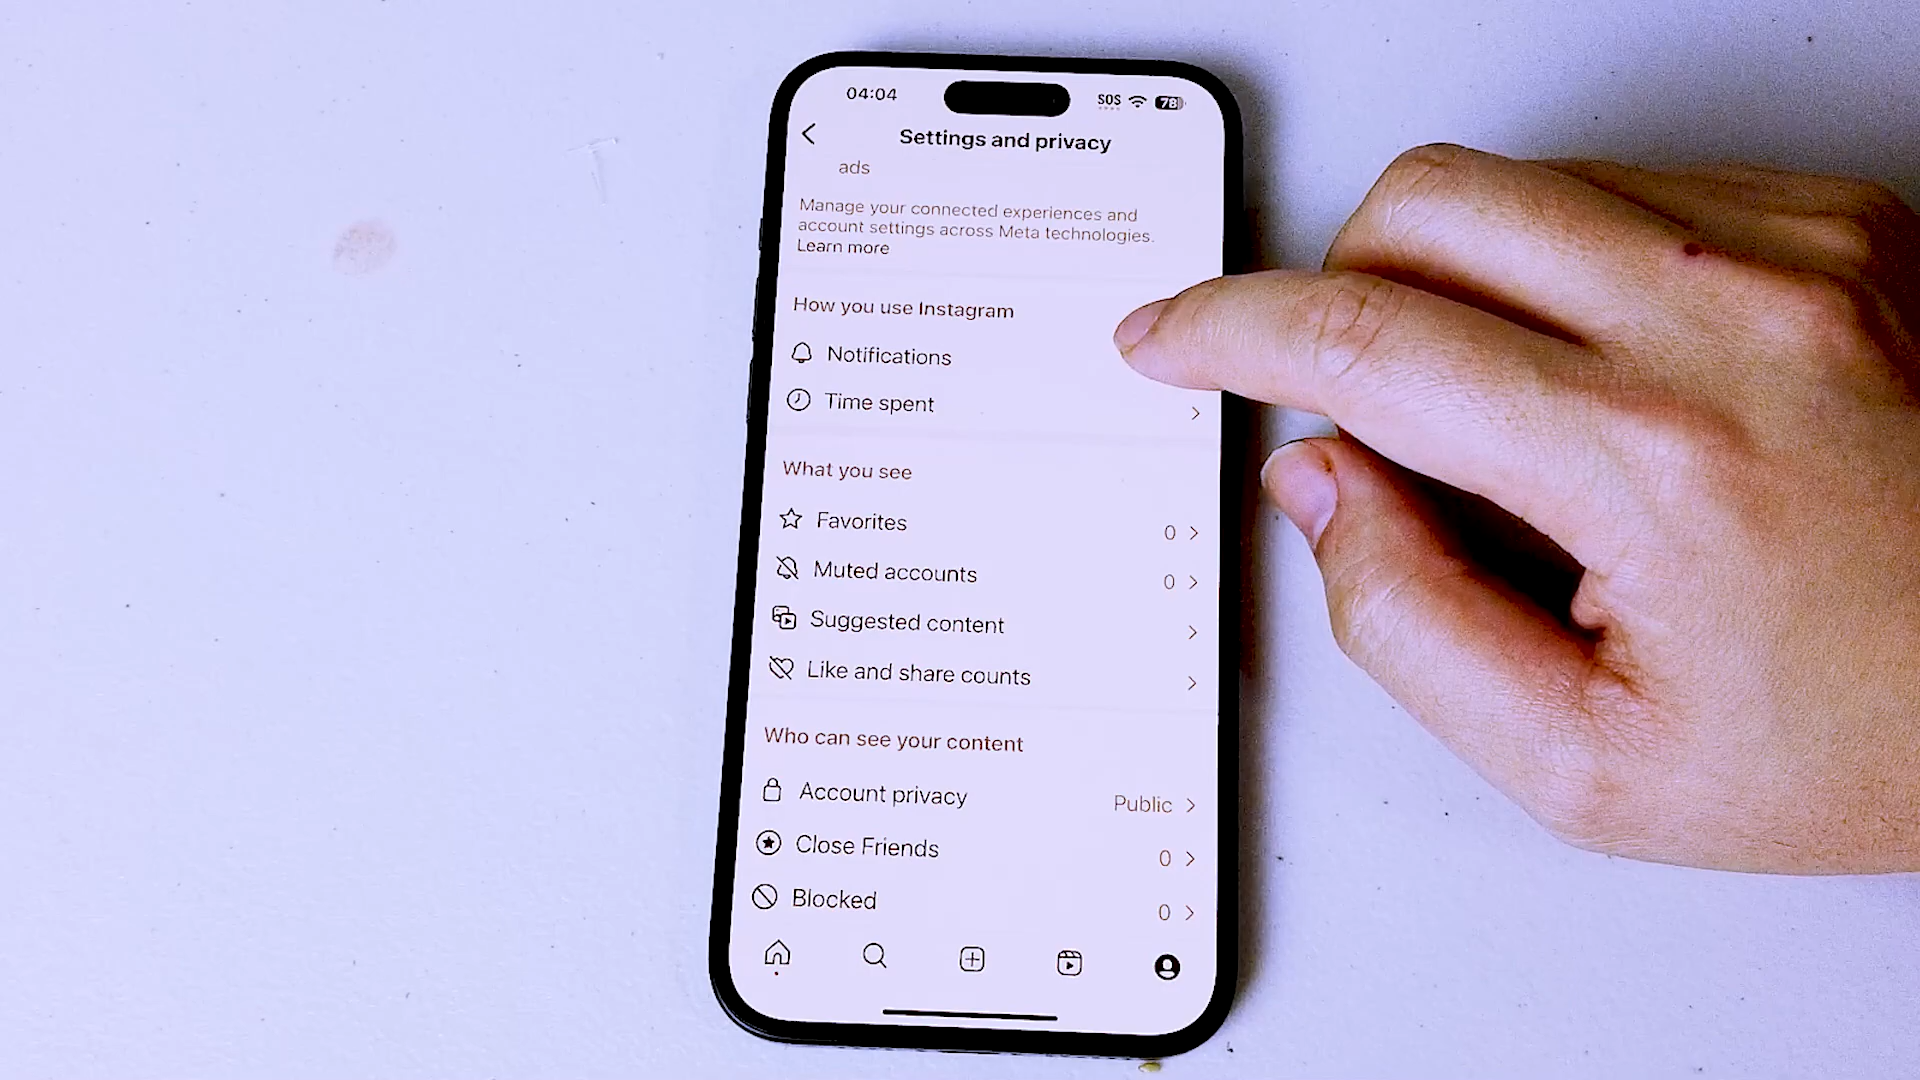 04:04 SOS 78
Settings and privacy
ads
Manage your connected experiences and
account settings across Meta technologies.
Learn more
How you use Instagram
Notifications
Time spent
What you see
Favorites 0
Muted accounts 0
Suggested content
Like and share counts
Who can see your content
Account privacy Public
Close Friends 0
Blocked 0